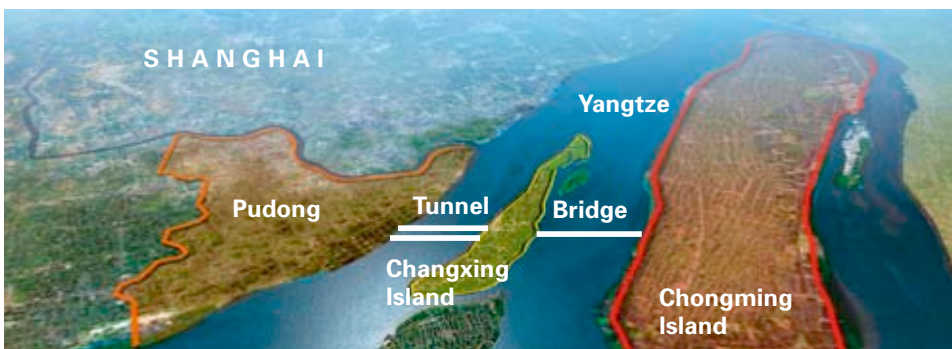 SHANGHAI
Yangtze
Pudong
Tunnel
Bridge
Changxing
Island
Chongming
Island